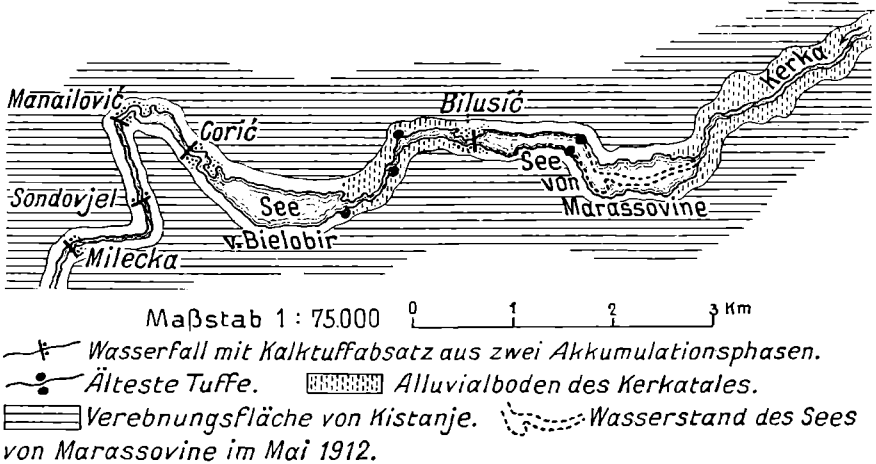 Kerka
Manailović
Bilusić
Corić
See
von
Marassovine
Sondovjel
See
v. Bielobir
Milecka
Maßstab 1 : 75.000 0 1 2 3 Km
Wasserfall mit Kalktuffabsatz aus zwei Akkumulationsphasen.
Älteste Tuffe. Alluvialboden des Kerkatales.
Verebnungsfläche von Kistanje. Wasserstand des Sees
von Marassovine im Mai 1912.